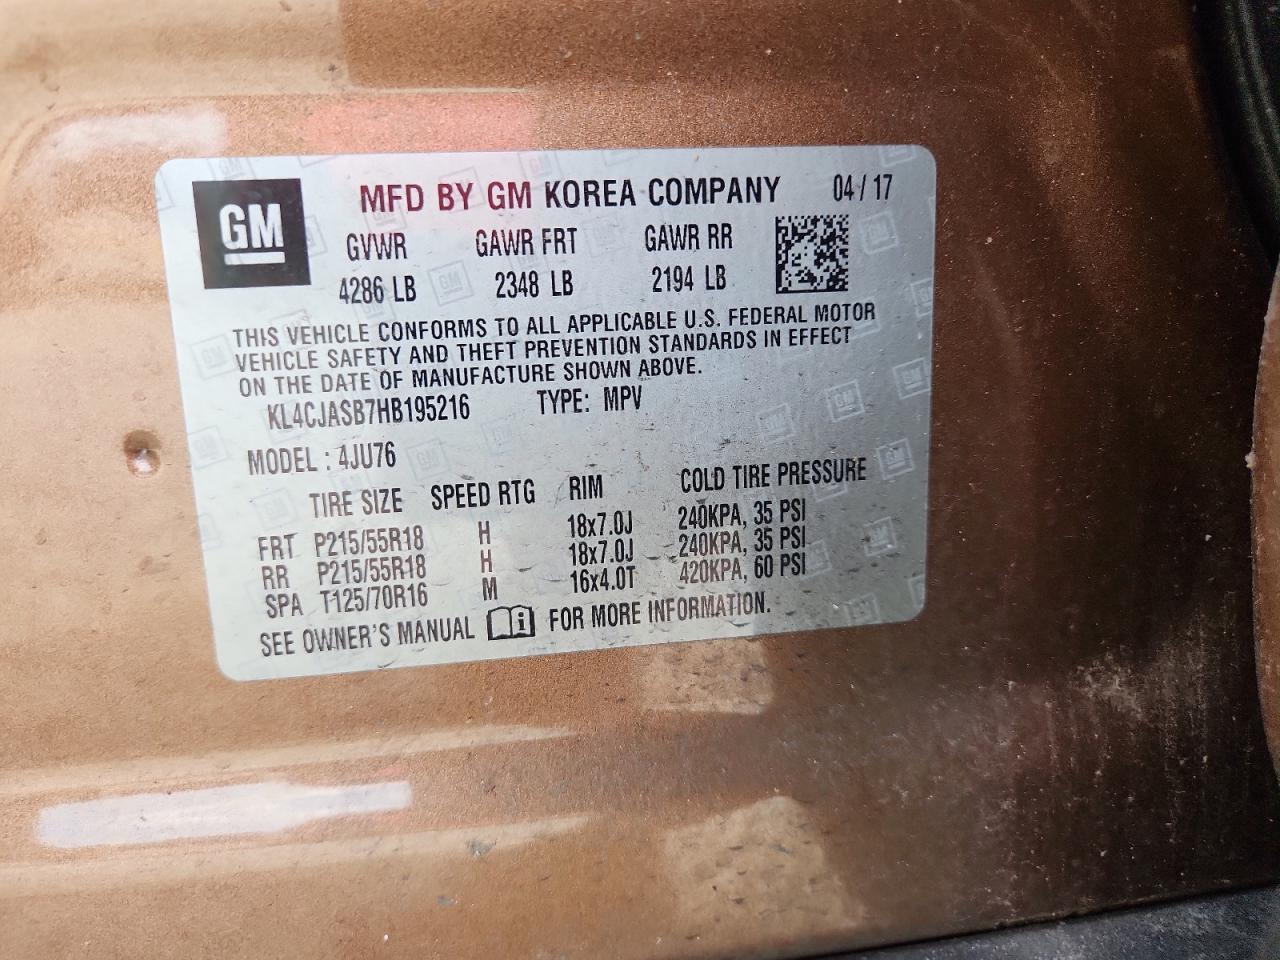 GM
MFD BY GM KOREA COMPANY 04 / 17
GVWR GAWR FRT GAWR RR
4286 LB 2348 LB 2194 LB
THIS VEHICLE CONFORMS TO ALL APPLICABLE U.S. FEDERAL MOTOR
VEHICLE SAFETY AND THEFT PREVENTION STANDARDS IN EFFECT
ON THE DATE OF MANUFACTURE SHOWN ABOVE.
KL4CJASB7HB195216 TYPE: MPV
MODEL : 4JU76
TIRE SIZE SPEED RTG RIM COLD TIRE PRESSURE
FRT P215/55R18 H 18x7.0J 240KPA, 35 PSI
RR P215/55R18 H 18x7.0J 240KPA, 35 PSI
SPA T125/70R16 M 16x4.0T 420KPA, 60 PSI
SEE OWNER'S MANUAL FOR MORE INFORMATION.